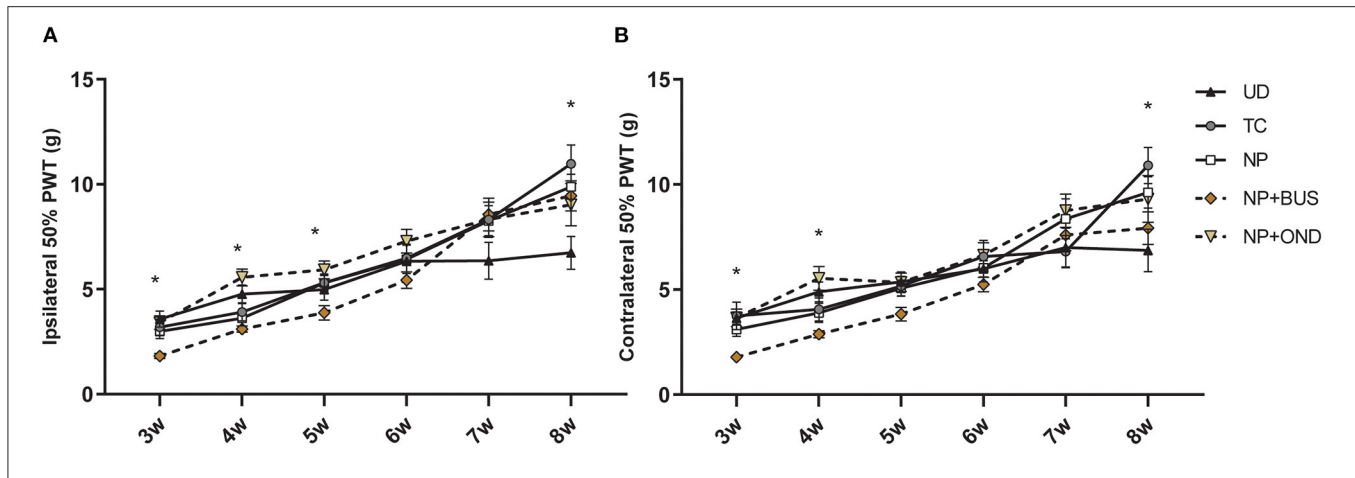 A
Ipsilateral 50% PWT (g)
15
10
5
0
* * * *
3w 4w 5w 6w 7w 8w
B
Contralateral 50% PWT (g)
15
10
5
0
* * *
3w 4w 5w 6w 7w 8w
UD
TC
NP
NP+BUS
NP+OND